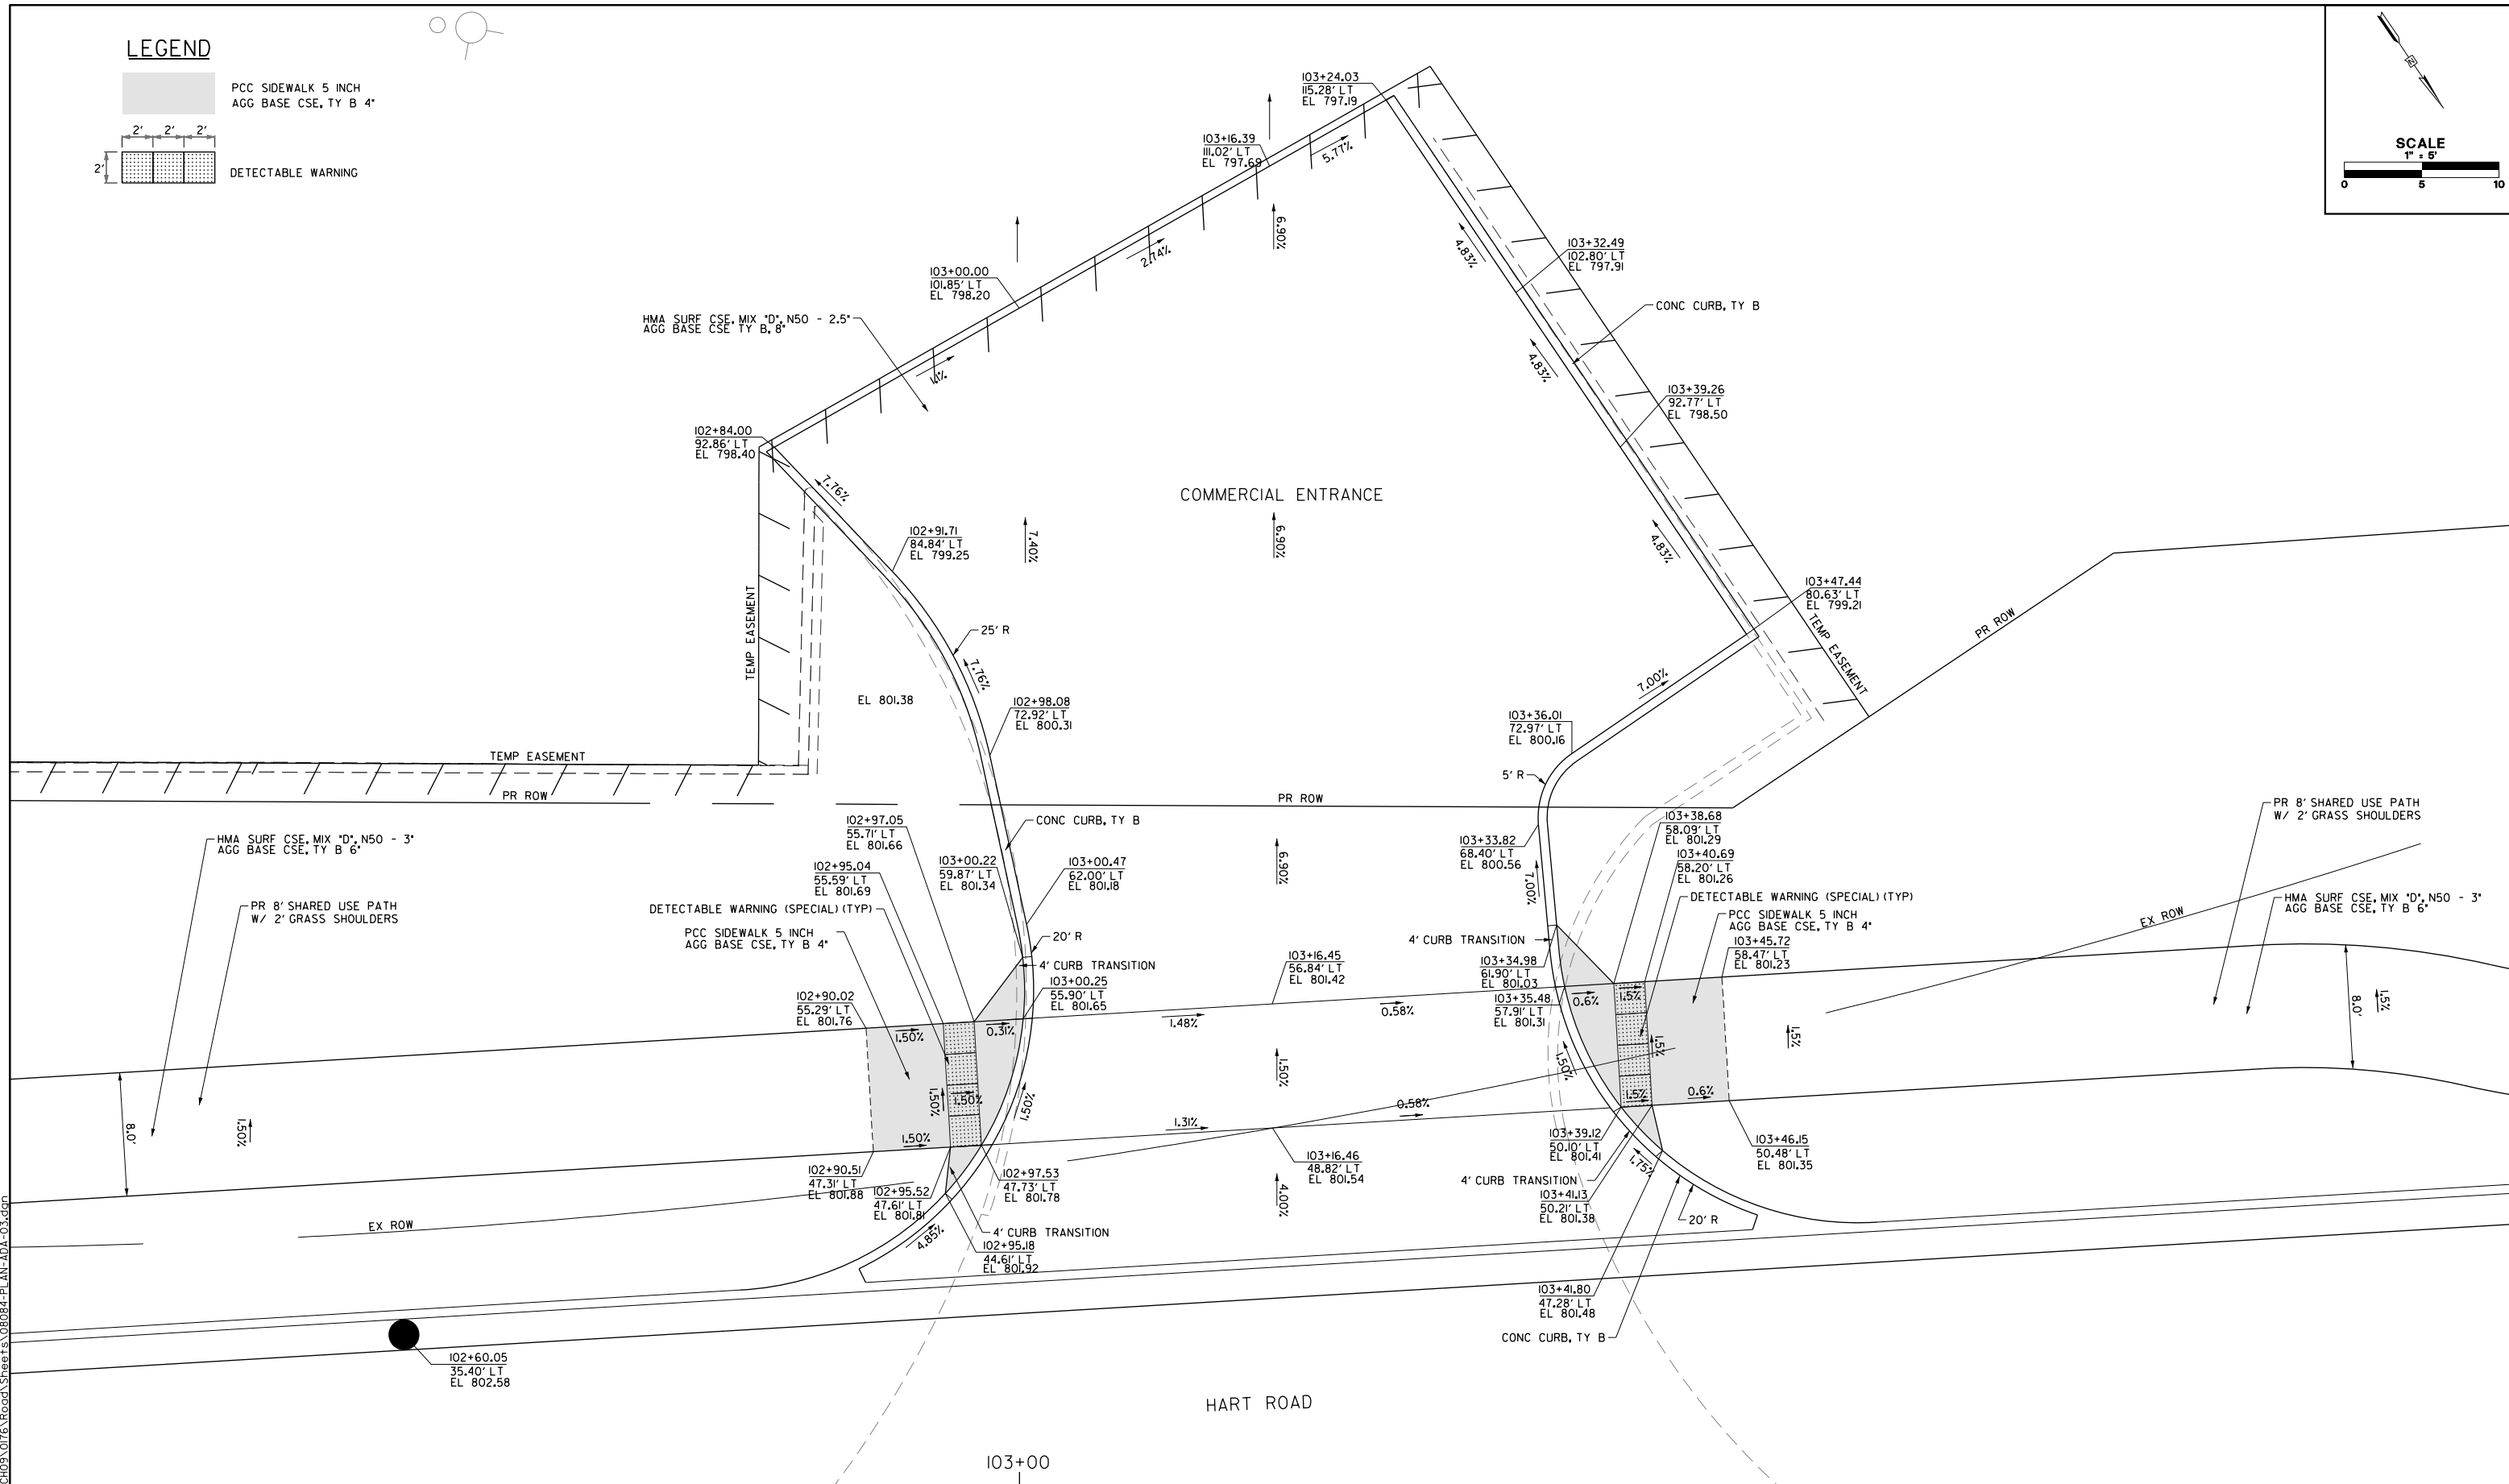 LEGEND
PCC SIDEWALK 5 INCH
AGG BASE CSE, TY B 4"
2' 2' 2'
2'
DETECTABLE WARNING
SCALE
1" = 5'
0 5 10
N
103+24.03
115.28' LT
EL 797.19
103+16.39
111.02' LT
EL 797.69
5.77%
6.90%
2.74%
103+00.00
101.85' LT
EL 798.20
HMA SURF CSE, MIX "D", N50 - 2.5"
AGG BASE CSE TY B, 8"
1.1%
4.83%
103+32.49
102.80' LT
EL 797.91
CONC CURB, TY B
4.83%
103+39.26
92.77' LT
EL 798.50
102+84.00
92.86' LT
EL 798.40
7.76%
COMMERCIAL ENTRANCE
102+91.71
84.84' LT
EL 799.25
7.40%
6.90%
4.83%
103+47.44
80.63' LT
EL 799.21
TEMP EASEMENT
TEMP EASEMENT
PR ROW
25' R
7.76%
EL 801.38
102+98.08
72.92' LT
EL 800.31
7.00%
103+36.01
72.97' LT
EL 800.16
TEMP EASEMENT
5' R
PR ROW
PR ROW
HMA SURF CSE, MIX "D", N50 - 3"
AGG BASE CSE, TY B 6"
PR 8' SHARED USE PATH
W/ 2' GRASS SHOULDERS
102+97.05
55.71' LT
EL 801.66
CONC CURB, TY B
102+95.04
55.59' LT
EL 801.69
103+00.22
59.87' LT
EL 801.34
103+00.47
62.00' LT
EL 801.18
6.90%
103+33.82
68.40' LT
EL 800.56
7.00%
103+38.68
58.09' LT
EL 801.29
103+40.69
58.20' LT
EL 801.26
PR 8' SHARED USE PATH
W/ 2' GRASS SHOULDERS
DETECTABLE WARNING (SPECIAL) (TYP)
PCC SIDEWALK 5 INCH
AGG BASE CSE, TY B 4"
20' R
4' CURB TRANSITION
DETECTABLE WARNING (SPECIAL) (TYP)
PCC SIDEWALK 5 INCH
AGG BASE CSE, TY B 4"
HMA SURF CSE, MIX "D", N50 - 3"
AGG BASE CSE, TY B 6"
EX ROW
4' CURB TRANSITION
103+45.72
58.47' LT
EL 801.23
103+16.45
56.84' LT
EL 801.42
103+34.98
61.90' LT
EL 801.03
103+00.25
55.90' LT
EL 801.65
102+90.02
55.29' LT
EL 801.76
103+35.48
57.91' LT
EL 801.31
1.50%
0.31%
1.48%
0.58%
0.6%
1.5%
8.0'
1.5%
1.5%
1.5%
1.50%
1.50%
1.50%
1.50%
1.50%
1.50%
8.0'
1.50%
1.50%
1.31%
0.58%
1.5%
0.6%
102+90.51
47.31' LT
EL 801.88
102+95.52
47.61' LT
EL 801.81
102+97.53
47.73' LT
EL 801.78
103+16.46
48.82' LT
EL 801.54
4.00%
103+39.12
50.10' LT
EL 801.41
1.75%
103+46.15
50.48' LT
EL 801.35
4' CURB TRANSITION
103+41.13
50.21' LT
EL 801.38
20' R
EX ROW
4.85%
4' CURB TRANSITION
102+95.18
44.61' LT
EL 801.92
103+41.80
47.28' LT
EL 801.48
CONC CURB, TY B
102+60.05
35.40' LT
EL 802.58
HART ROAD
103+00
CH09\0176\Road\Sheets\08084-PLAN-ADA-03.dgn